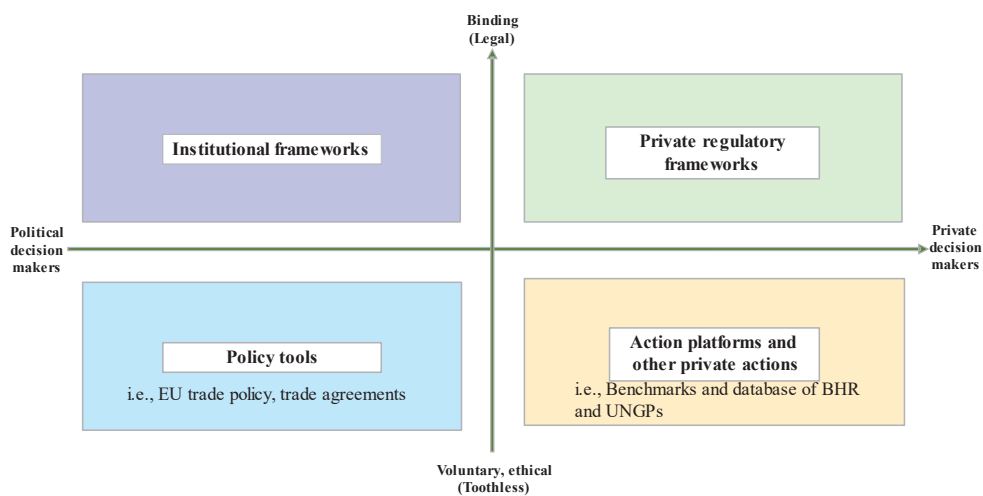 Binding
(Legal)
Institutional frameworks
Private regulatory
frameworks
Political
decision
makers
Private
decision
makers
Policy tools
i.e., EU trade policy, trade agreements
Action platforms and
other private actions
i.e., Benchmarks and database of BHR
and UNGPs
Voluntary, ethical
(Toothless)